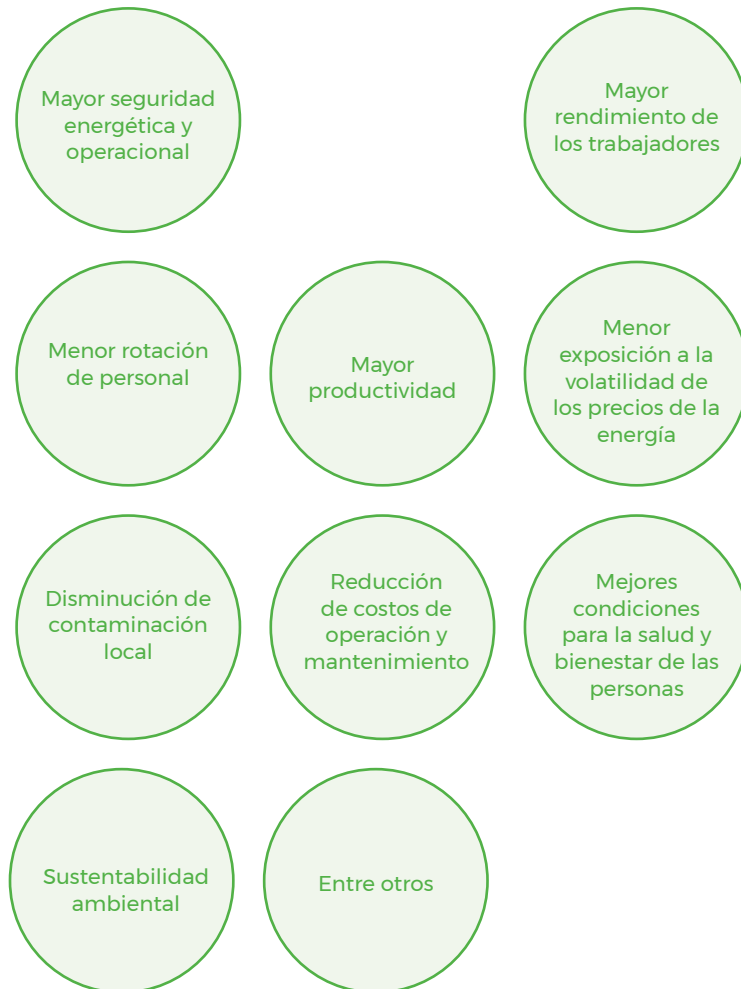 Mayor seguridad
energética y
operacional
Mayor
rendimiento de
los trabajadores
Menor rotación
de personal
Mayor
productividad
Menor
exposición a la
volatilidad de
los precios de la
energía
Disminución de
contaminación
local
Reducción
de costos de
operación y
mantenimiento
Mejores
condiciones
para la salud y
bienestar de las
personas
Sustentabilidad
ambiental
Entre otros